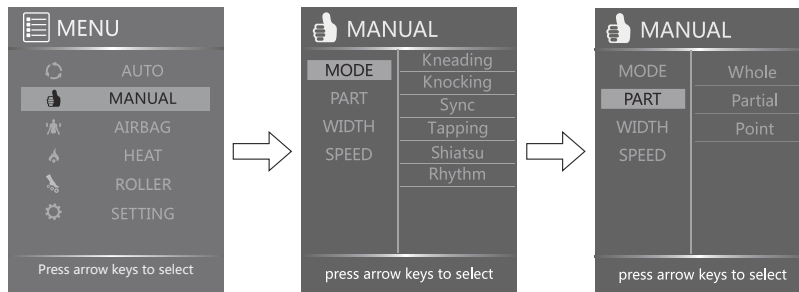 MENU
AUTO
MANUAL
AIRBAG
HEAT
ROLLER
SETTING
Press arrow keys to select
MANUAL
MODE
PART
WIDTH
SPEED
Kneading
Knocking
Sync
Tapping
Shiatsu
Rhythm
press arrow keys to select
MANUAL
MODE
PART
WIDTH
SPEED
Whole
Partial
Point
press arrow keys to select